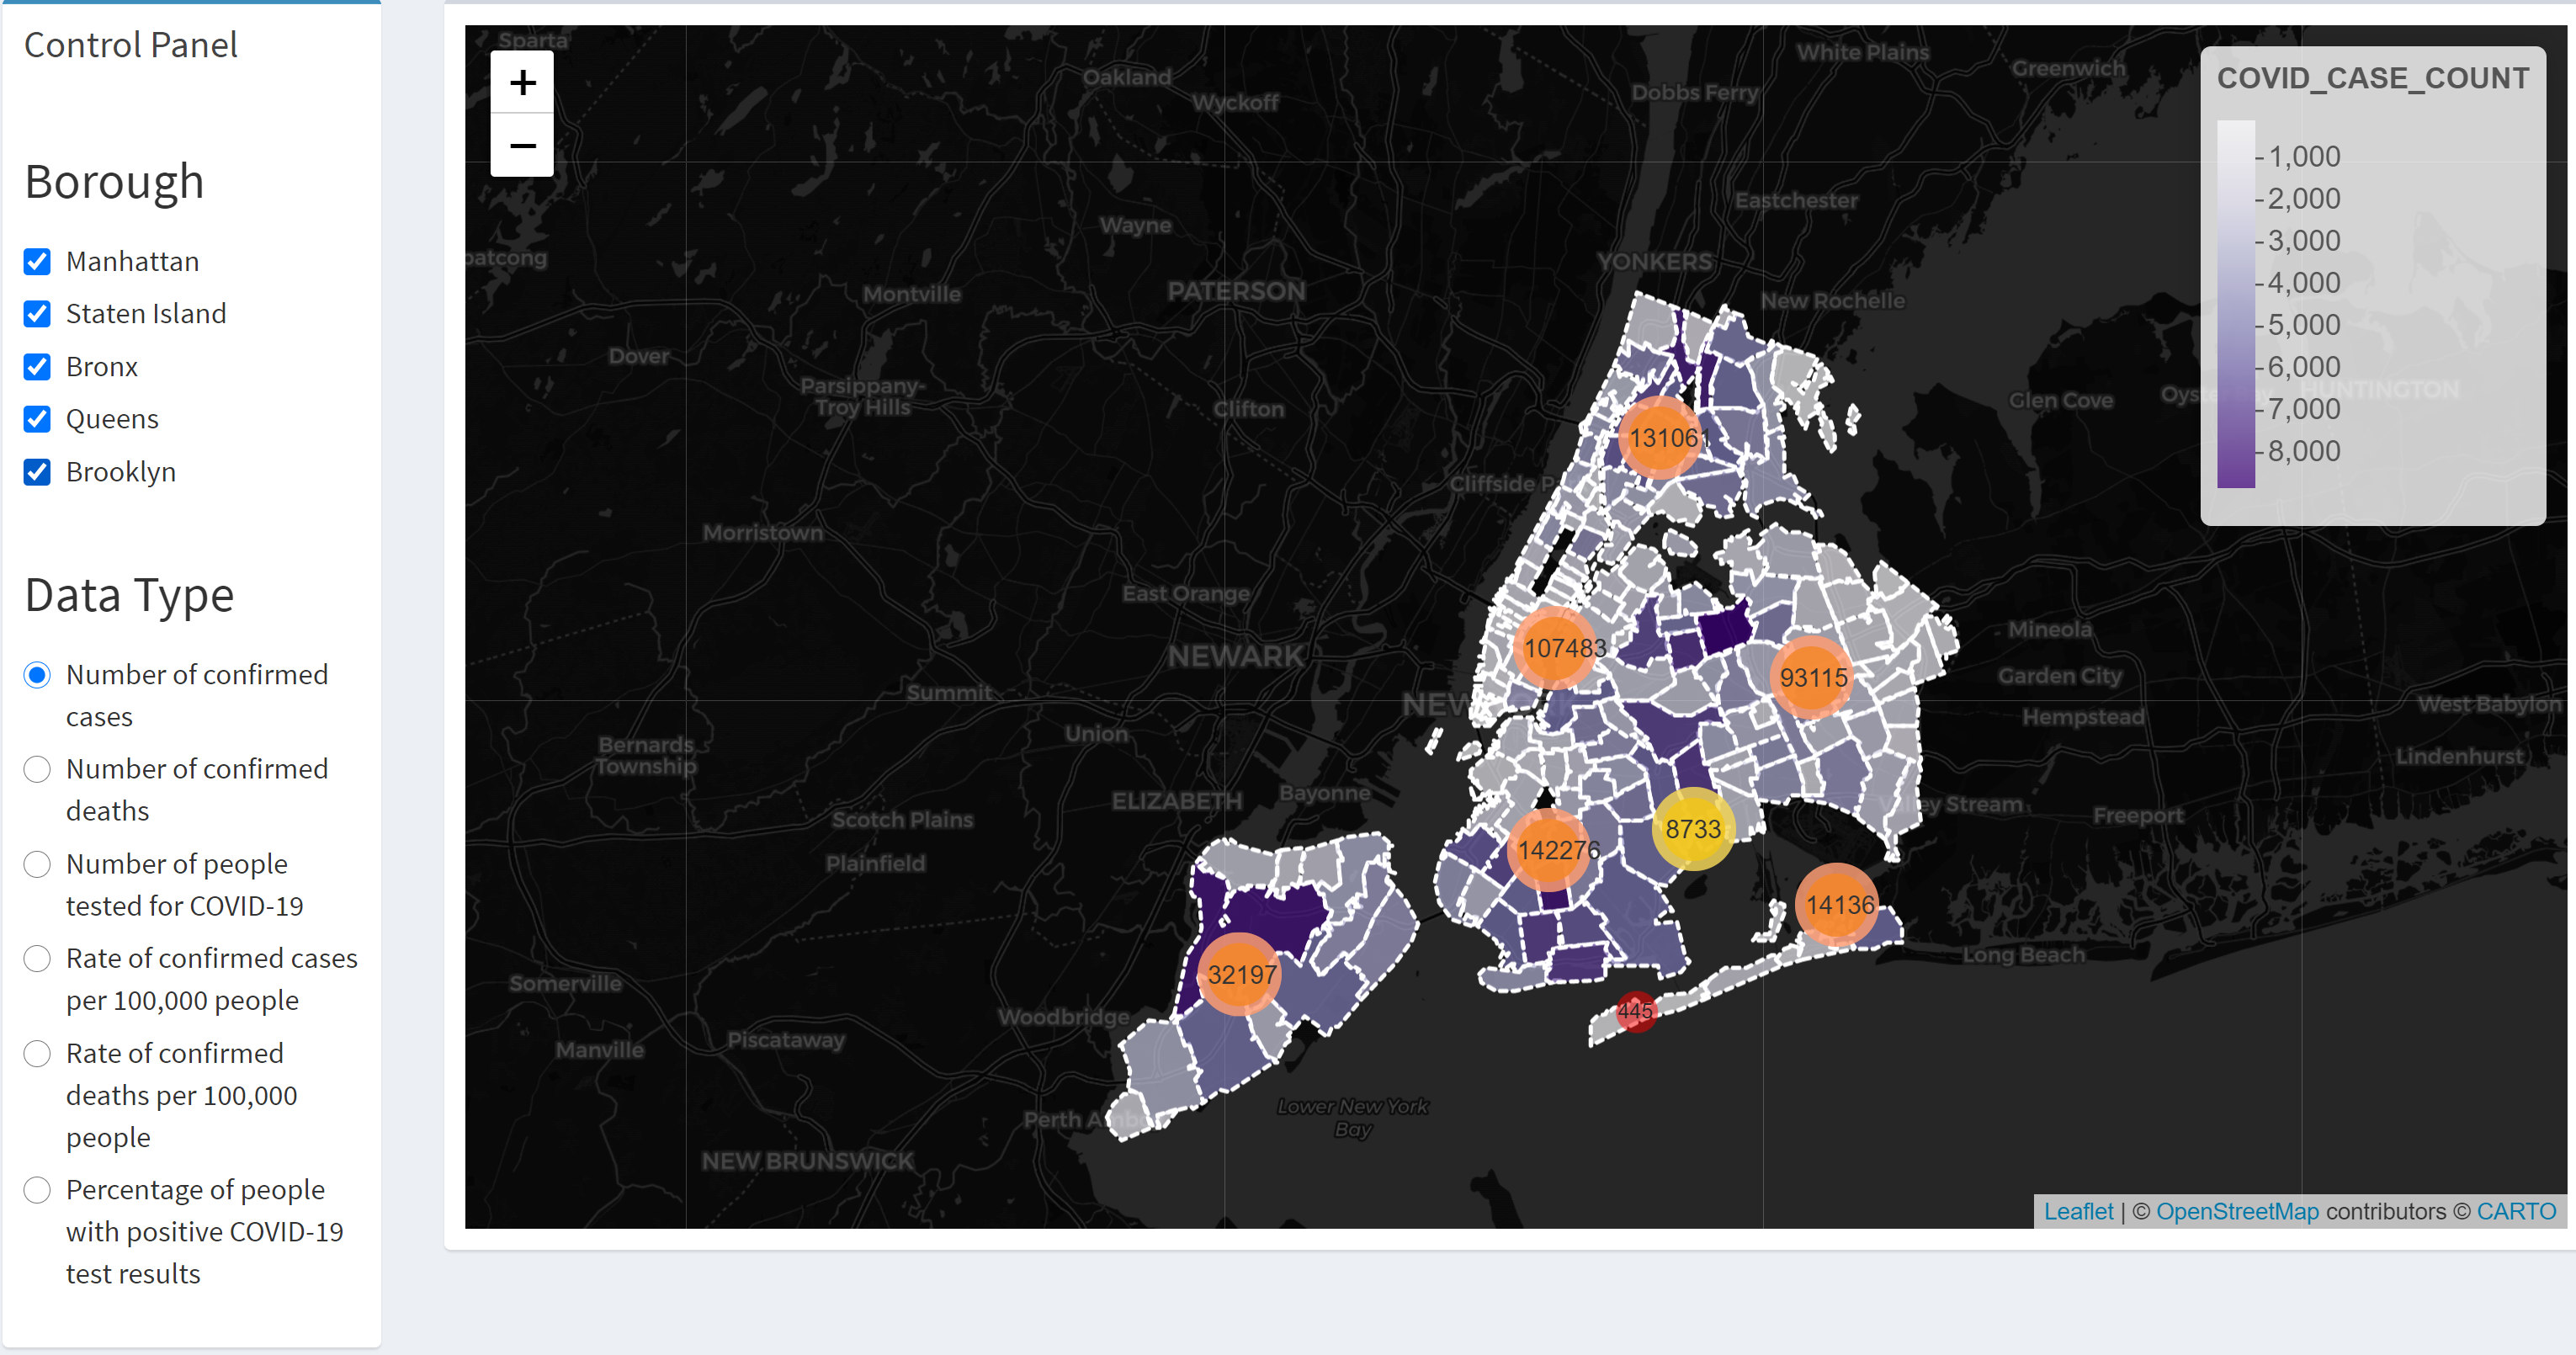 Control Panel
Borough
Manhattan
Staten Island
Bronx
Queens
Brooklyn
Data Type
Number of confirmed
cases
Number of confirmed
deaths
Number of people
tested for COVID-19
Rate of confirmed cases
per 100,000 people
Rate of confirmed
deaths per 100,000
people
Percentage of people
with positive COVID-19
test results
+
−
COVID_CASE_COUNT
1,000
2,000
3,000
4,000
5,000
6,000
7,000
8,000
Sparta
Oakland
Wyckoff
White Plains
Greenwich
Dobbs Ferry
Eastchester
Wayne
patcong
YONKERS
PATERSON
Montville
New Rochelle
Dover
Parsippany-
Troy Hills
Clifton
Glen Cove
HUNTINGTON
131061
Cliffside
Morristown
East Orange
Mineola
NEWARK
107483
93115
Garden City
Summit
Hempstead
West Babylon
Union
Bernards
Township
Lindenhurst
ELIZABETH
Bayonne
Scotch Plains
Valley Stream
Freeport
8733
142276
Plainfield
14136
Long Beach
32197
Somerville
445
Woodbridge
Manville
Piscataway
Perth
Lower New York
Bay
NEW BRUNSWICK
Leaflet | © OpenStreetMap contributors © CARTO